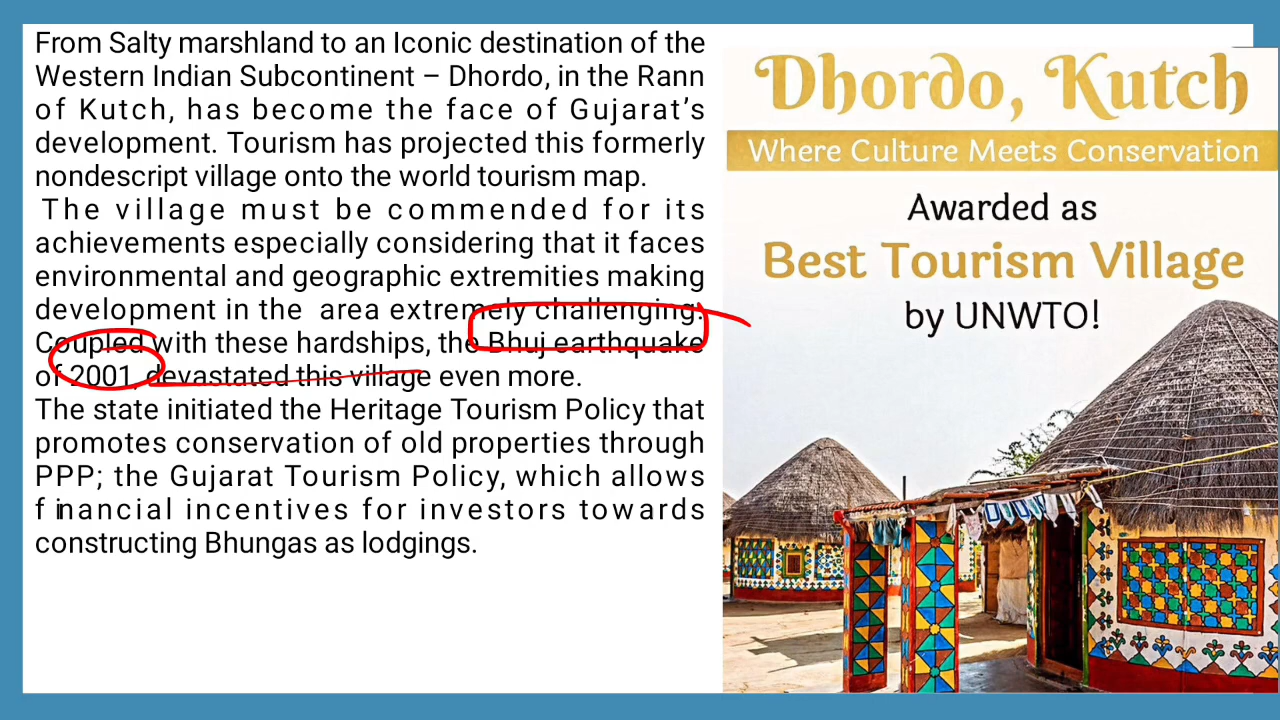 From Salty marshland to an Iconic destination of the
Western Indian Subcontinent – Dhordo, in the Rann
of Kutch, has become the face of Gujarat's
development. Tourism has projected this formerly
nondescript village onto the world tourism map.
The village must be commended for its
achievements especially considering that it faces
environmental and geographic extremities making
development in the area extremely challenging.
Coupled with these hardships, the Bhuj earthquake
of 2001, devastated this village even more.
The state initiated the Heritage Tourism Policy that
promotes conservation of old properties through
PPP; the Gujarat Tourism Policy, which allows
financial incentives for investors towards
constructing Bhungas as lodgings.
Dhordo, Kutch
Where Culture Meets Conservation
Awarded as
Best Tourism Village
by UNWTO!